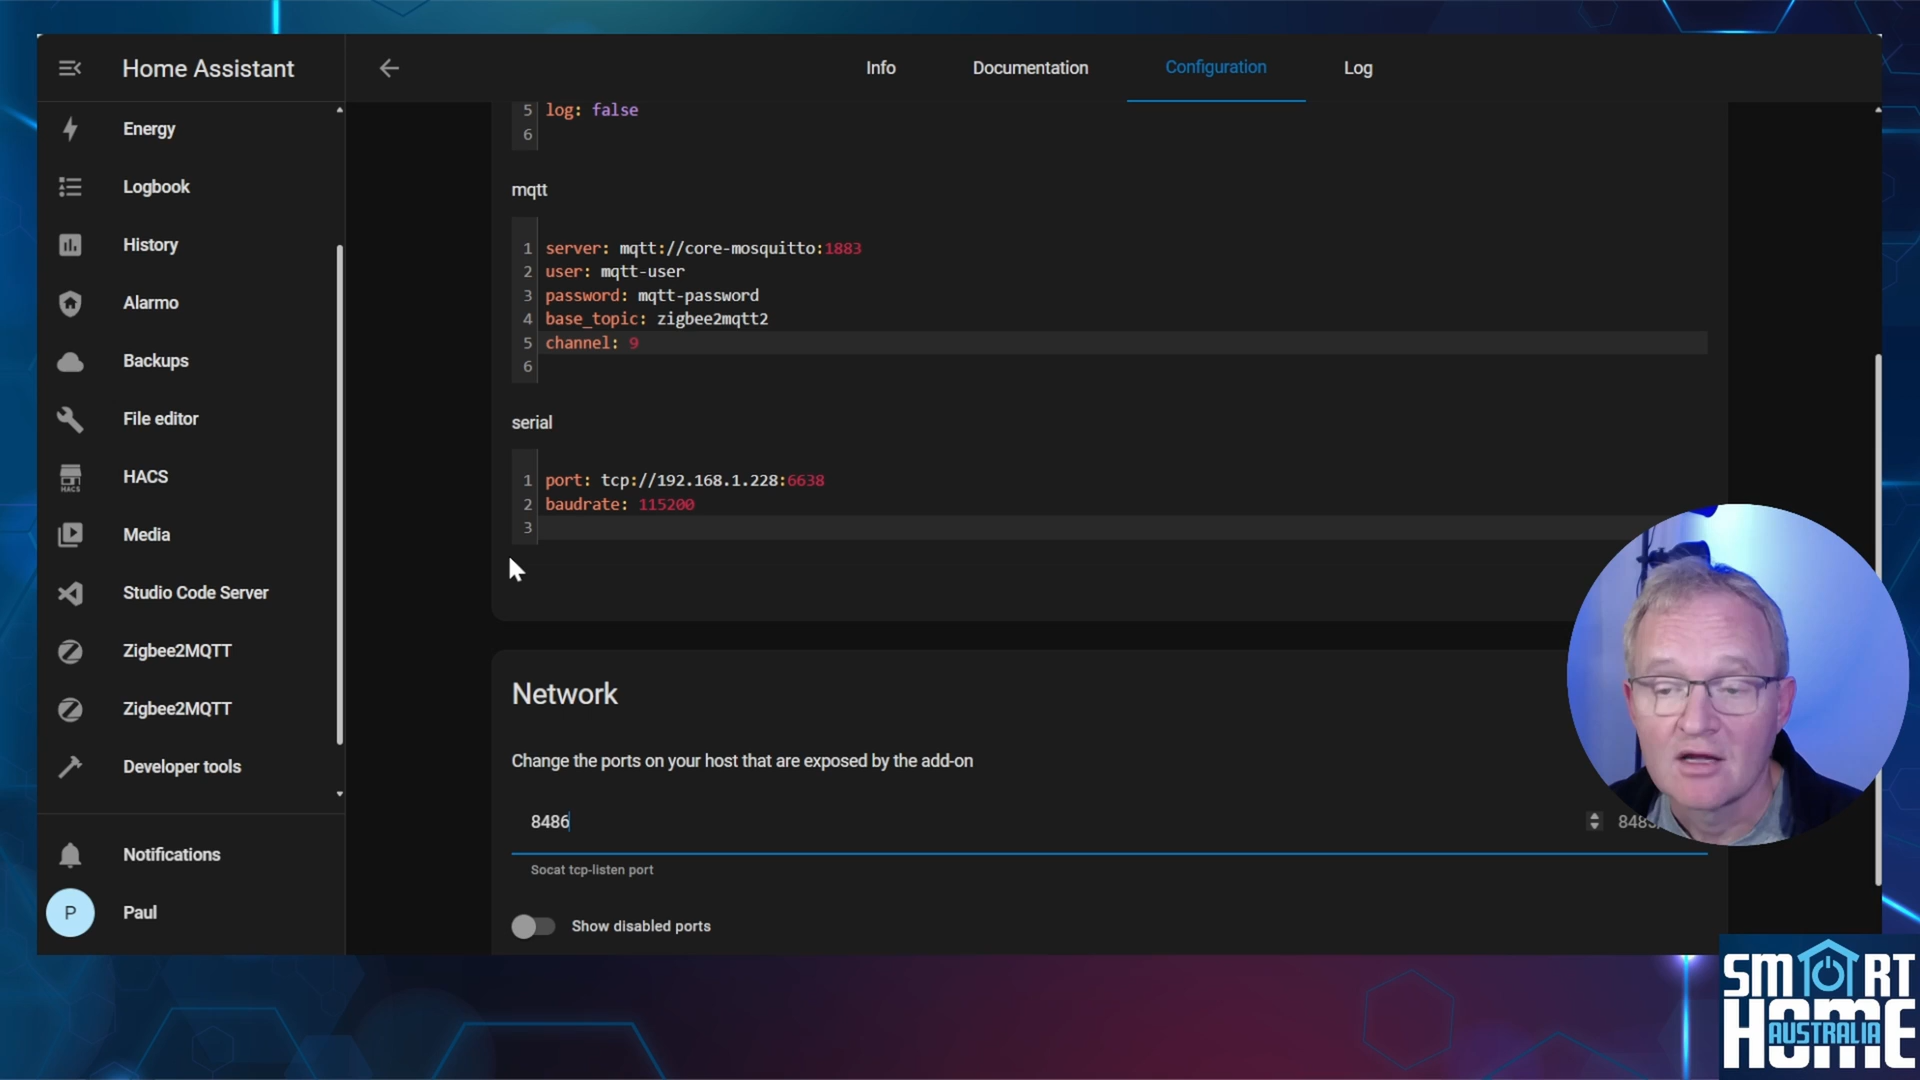 Home Assistant
Energy
Logbook
History
Alarmo
Backups
File editor
HACS
HACS
Media
Studio Code Server
Zigbee2MQTT
Zigbee2MQTT
Developer tools
Notifications
P
Paul
Info
Documentation
Configuration
Log
5 log: false
6
mqtt
1 server: mqtt://core-mosquitto:1883
2 user: mqtt-user
3 password: mqtt-password
4 base_topic: zigbee2mqtt2
5 channel: 9
6
serial
1 port: tcp://192.168.1.228:6638
2 baudrate: 115200
3
Network
Change the ports on your host that are exposed by the add-on
8486
Socat tcp-listen port
Show disabled ports
SMART
HOME
AUSTRALIA